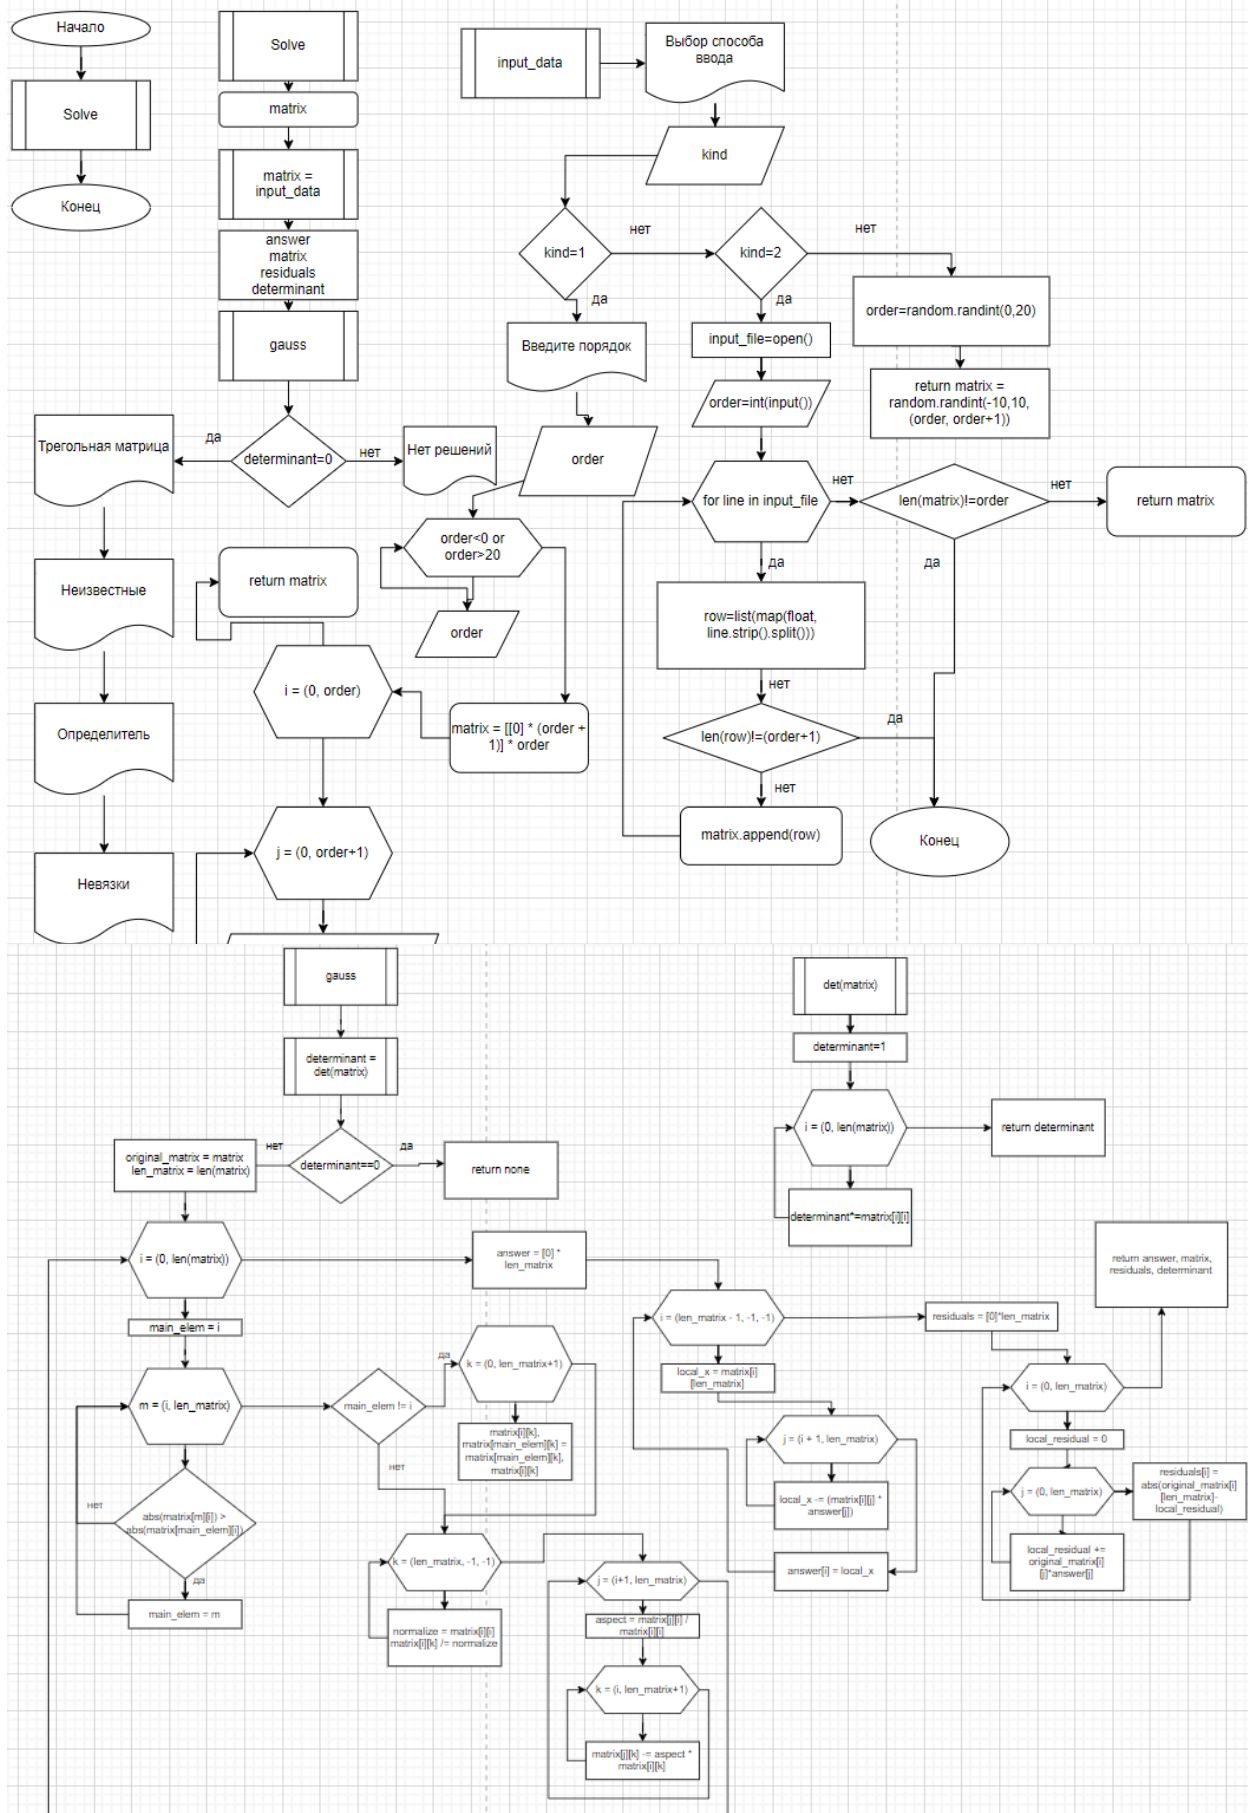 Начало
Solve
Конец
Solve
matrix
matrix =
input_data
answer
matrix
residuals
determinant
gauss
determinant=0
да
нет
Трегольная матрица
Нет решений
Неизвестные
Определитель
Невязки
input_data
Выбор способа
ввода
kind
kind=1
нет
да
kind=2
нет
да
Введите порядок
order
order<0 or
order>20
order
matrix = [[0] * (order +
1)] * order
i = (0, order)
return matrix
j = (0, order+1)
input_file=open()
order=int(input())
for line in input_file
нет
да
row=list(map(float,
line.strip().split()))
нет
len(row)!=(order+1)
да
нет
matrix.append(row)
len(matrix)!=order
нет
да
return matrix
Конец
order=random.randint(0,20)
return matrix =
random.randint(-10,10,
(order, order+1))
gauss
determinant =
det(matrix)
determinant==0
нет
да
return none
original_matrix = matrix
len_matrix = len(matrix)
i = (0, len(matrix))
main_elem = i
m = (i, len_matrix)
abs(matrix[m][i]) >
abs(matrix[main_elem][i])
нет
да
main_elem = m
main_elem != i
да
нет
k = (0, len_matrix+1)
matrix[i][k],
matrix[main_elem][k] =
matrix[main_elem][k],
matrix[i][k]
k = (len_matrix, -1, -1)
normalize = matrix[i][i]
matrix[i][k] /= normalize
j = (i+1, len_matrix)
aspect = matrix[j][i] /
matrix[i][i]
k = (i, len_matrix+1)
matrix[j][k] -= aspect *
matrix[i][k]
answer = [0] *
len_matrix
i = (len_matrix - 1, -1, -1)
local_x = matrix[i]
[len_matrix]
j = (i + 1, len_matrix)
local_x -= (matrix[i][j] *
answer[j])
answer[i] = local_x
residuals = [0]*len_matrix
i = (0, len_matrix)
local_residual = 0
j = (0, len_matrix)
local_residual +=
original_matrix[i]
[j]*answer[j]
residuals[i] =
abs(original_matrix[i]
[len_matrix]-
local_residual)
return answer, matrix,
residuals, determinant
det(matrix)
determinant=1
i = (0, len(matrix))
return determinant
determinant*=matrix[i][i]